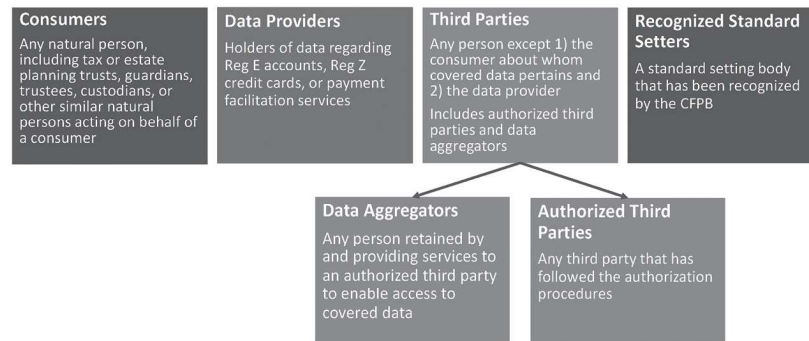 Consumers
Any natural person,
including tax or estate
planning trusts, guardians,
trustees, custodians, or
other similar natural
persons acting on behalf of
a consumer
Data Providers
Holders of data regarding
Reg E accounts, Reg Z
credit cards, or payment
facilitation services
Third Parties
Any person except 1) the
consumer about whom
covered data pertains and
2) the data provider
Includes authorized third
parties and data
aggregators
Recognized Standard
Setters
A standard setting body
that has been recognized
by the CFPB
Data Aggregators
Any person retained by
and providing services to
an authorized third party
to enable access to
covered data
Authorized Third
Parties
Any third party that has
followed the authorization
procedures